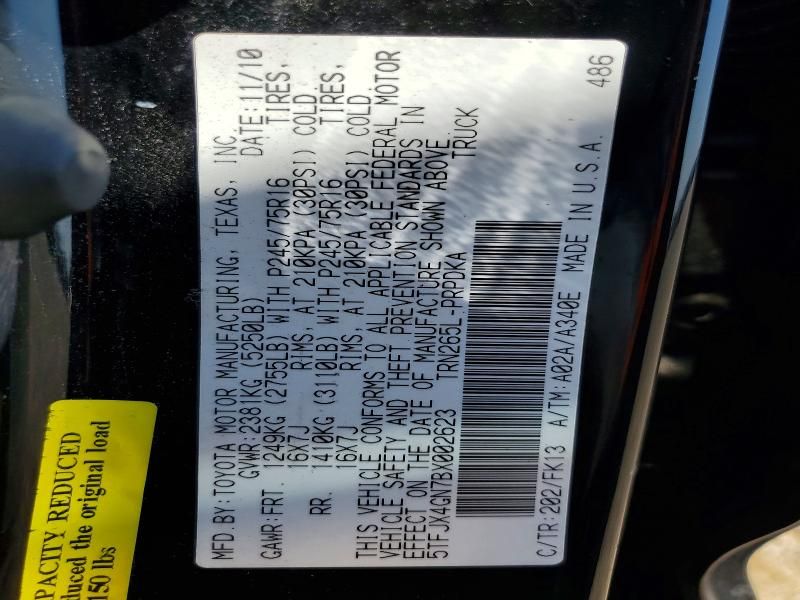 MFD. BY: TOYOTA MOTOR MANUFACTURING, TEXAS, INC.
GVWR: 2381KG (5250LB) DATE: 11/10
GAWR: FRT. 1249KG (2755LB) WITH P245/75R16 TIRES,
16X7J RIMS, AT 210KPA (30PSI) COLD
RR. 1410KG (3110LB) WITH P245/75R16 TIRES,
16X7J RIMS, AT 210KPA (30PSI) COLD
THIS VEHICLE CONFORMS TO ALL APPLICABLE FEDERAL MOTOR
VEHICLE SAFETY AND THEFT PREVENTION STANDARDS IN
EFFECT ON THE DATE OF MANUFACTURE SHOWN ABOVE.
5TFJX4GN7BX002623 TRN265L-PRPDKA TRUCK
C/TR: 202/FK13 A/TM: A02A/A340E MADE IN U.S.A. 486
PACITY REDUCED
duced the original load
150 lbs